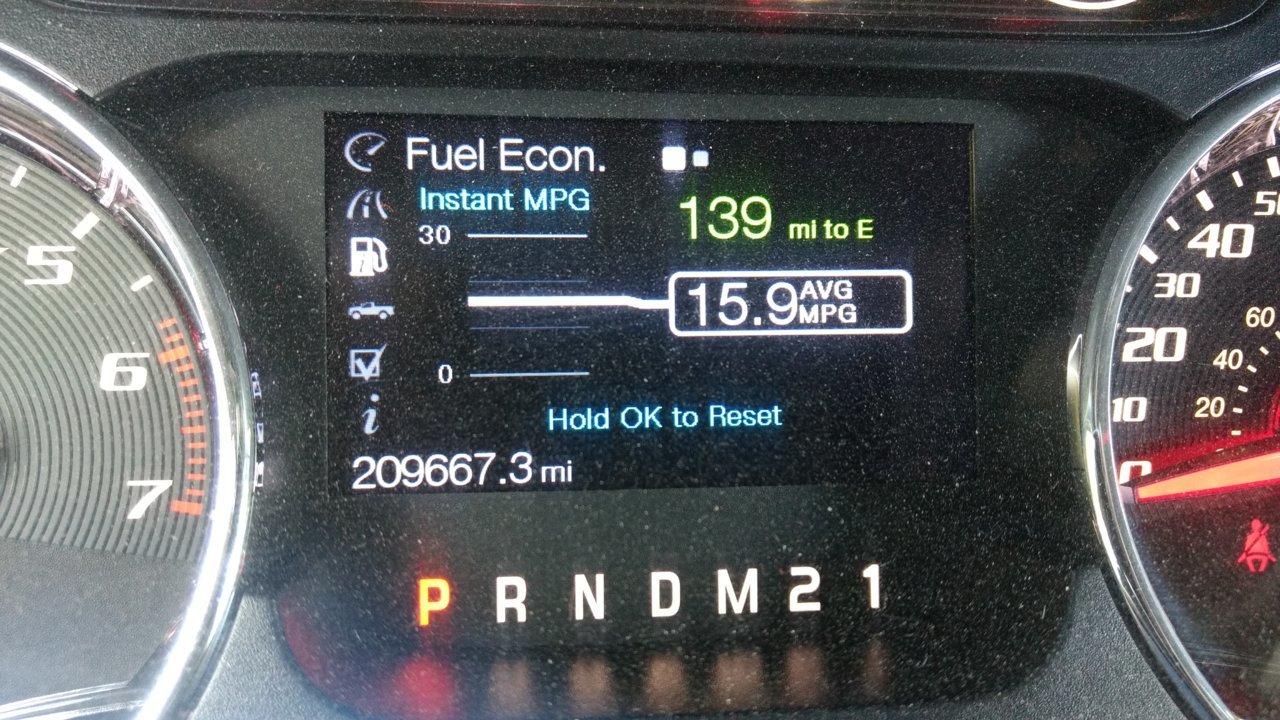 Fuel Econ.
Instant MPG
139 mi to E
30
15.9 AVG MPG
0
Hold OK to Reset
209667.3 mi
P R N D M 2 1
5
6
7
0
10
20
30
40
50
20
40
60